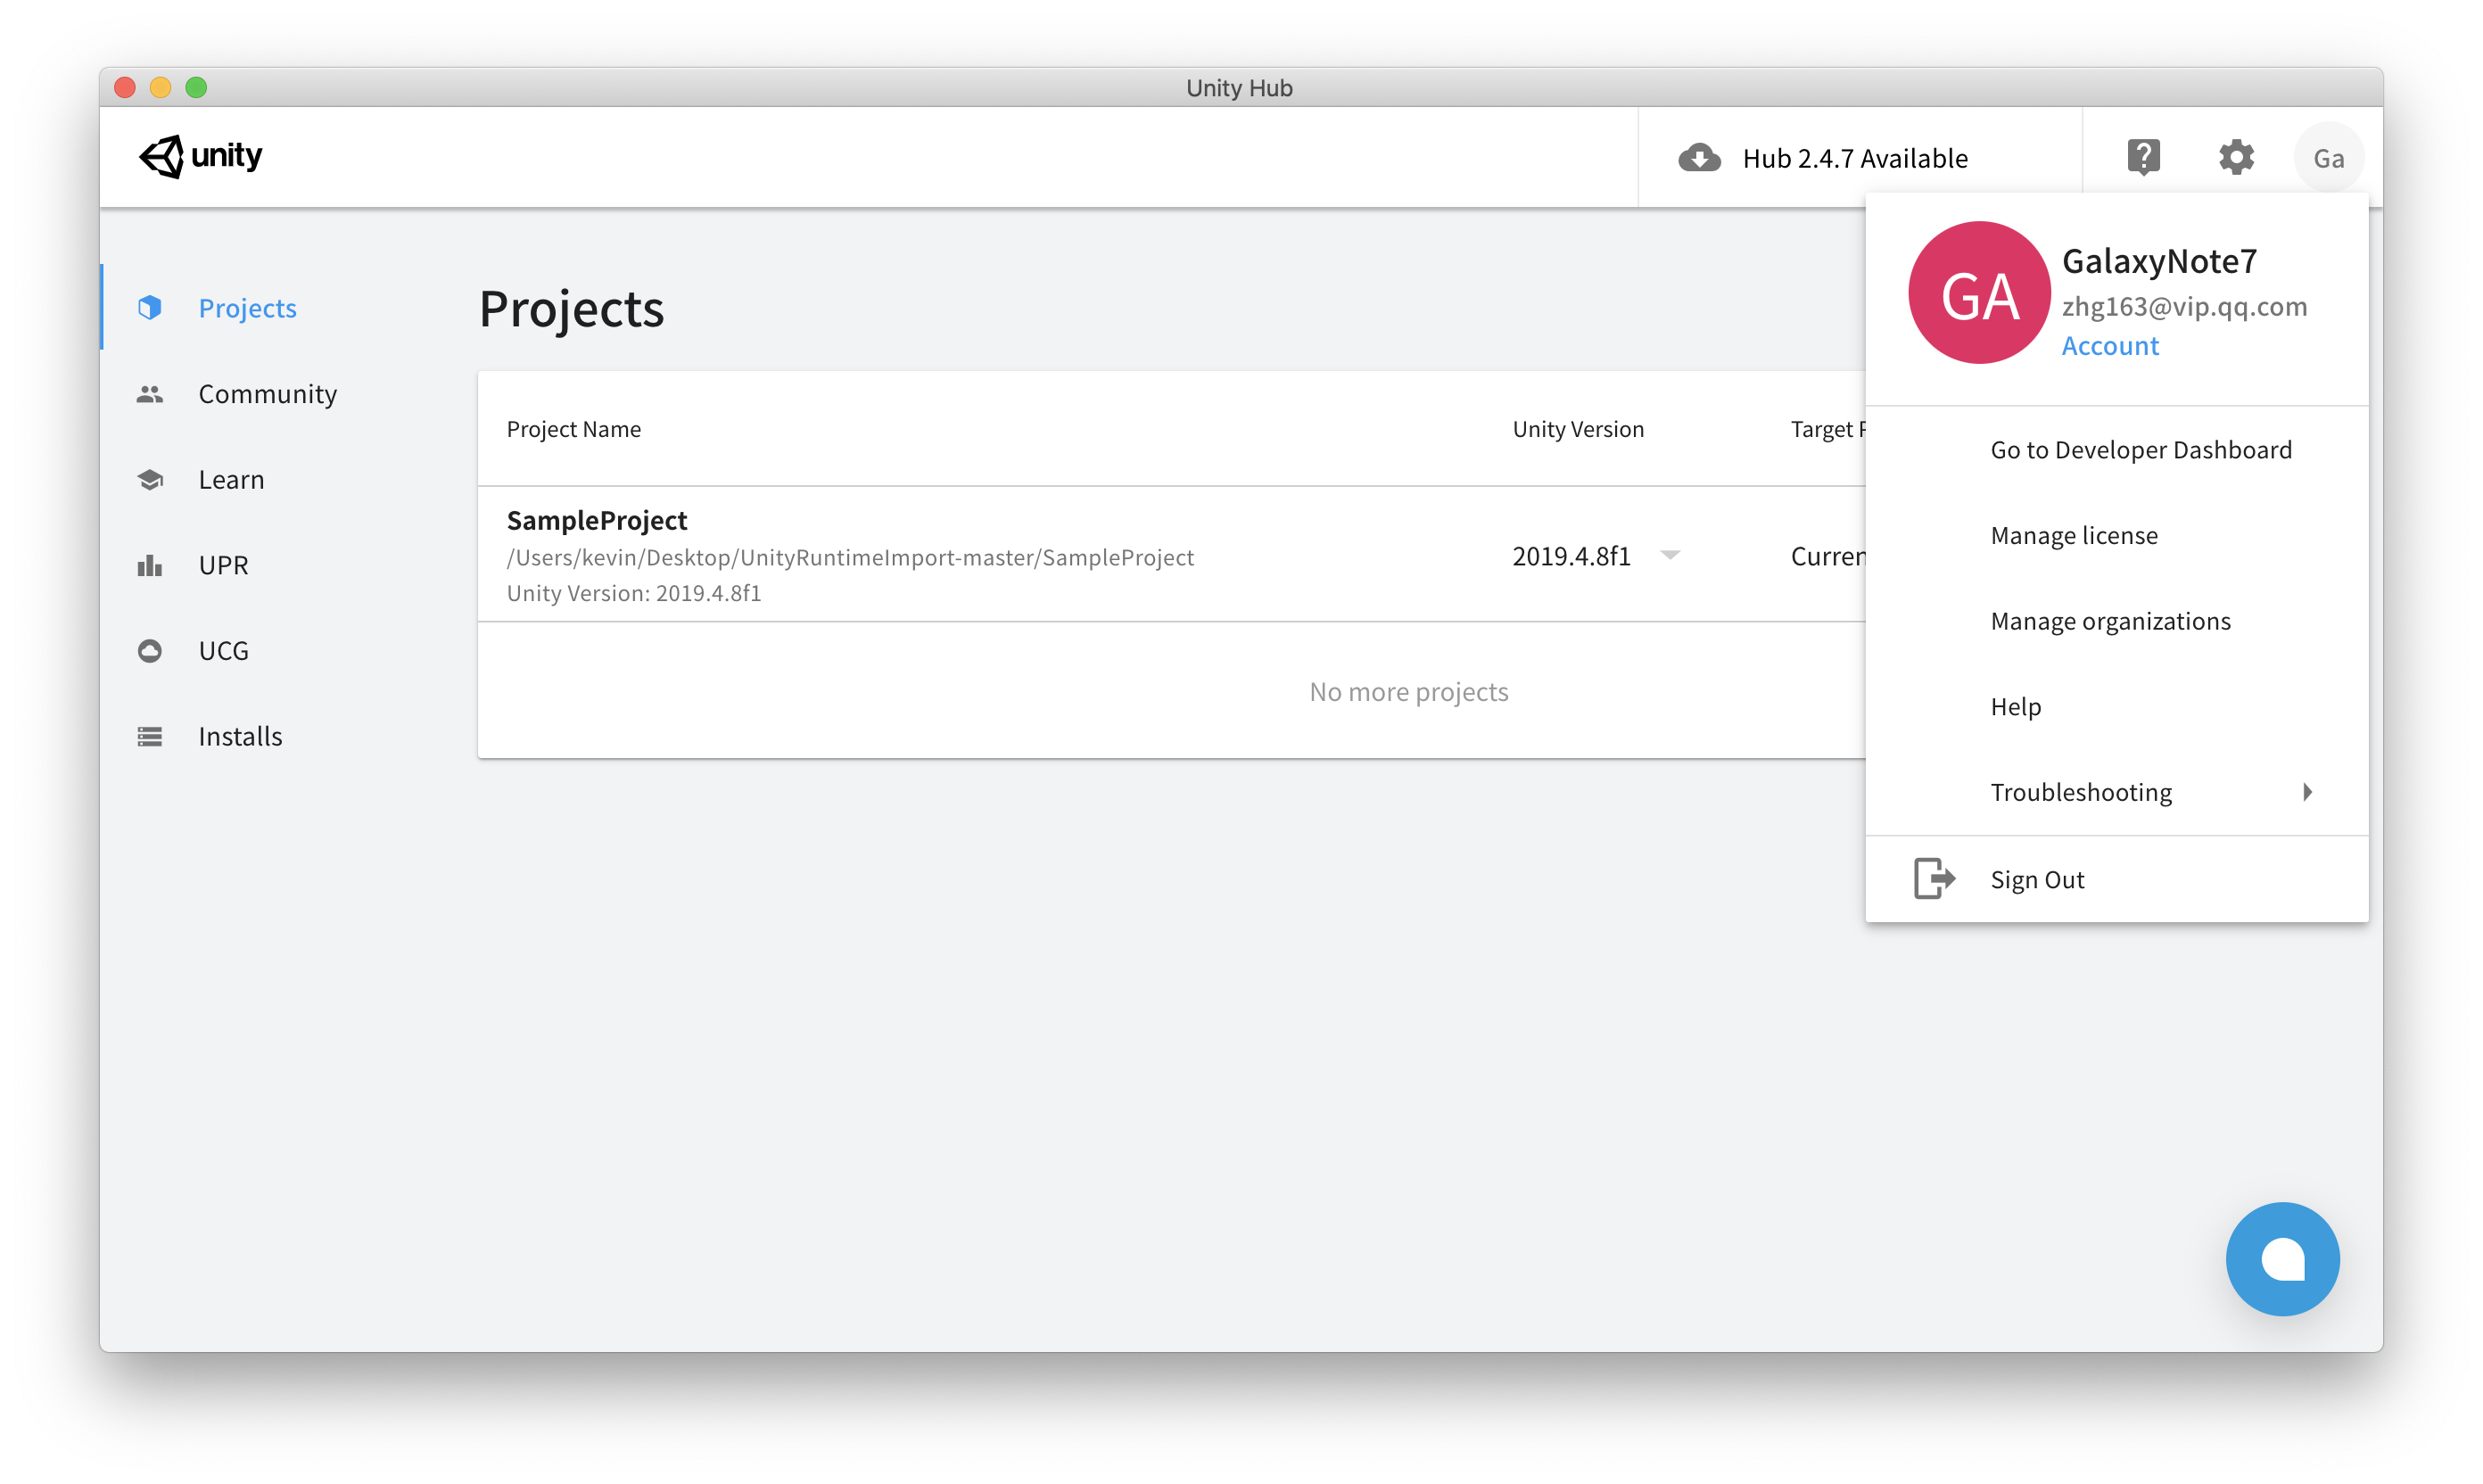 Unity Hub
unity
Hub 2.4.7 Available
Ga
GA
GalaxyNote7
zhg163@vip.qq.com
Account
Go to Developer Dashboard
Manage license
Manage organizations
Help
Troubleshooting
Sign Out
Projects
Community
Learn
UPR
UCG
Installs
Projects
Project Name
Unity Version
Target
SampleProject
/Users/kevin/Desktop/UnityRuntimeImport-master/SampleProject
Unity Version: 2019.4.8f1
2019.4.8f1
Curren
No more projects